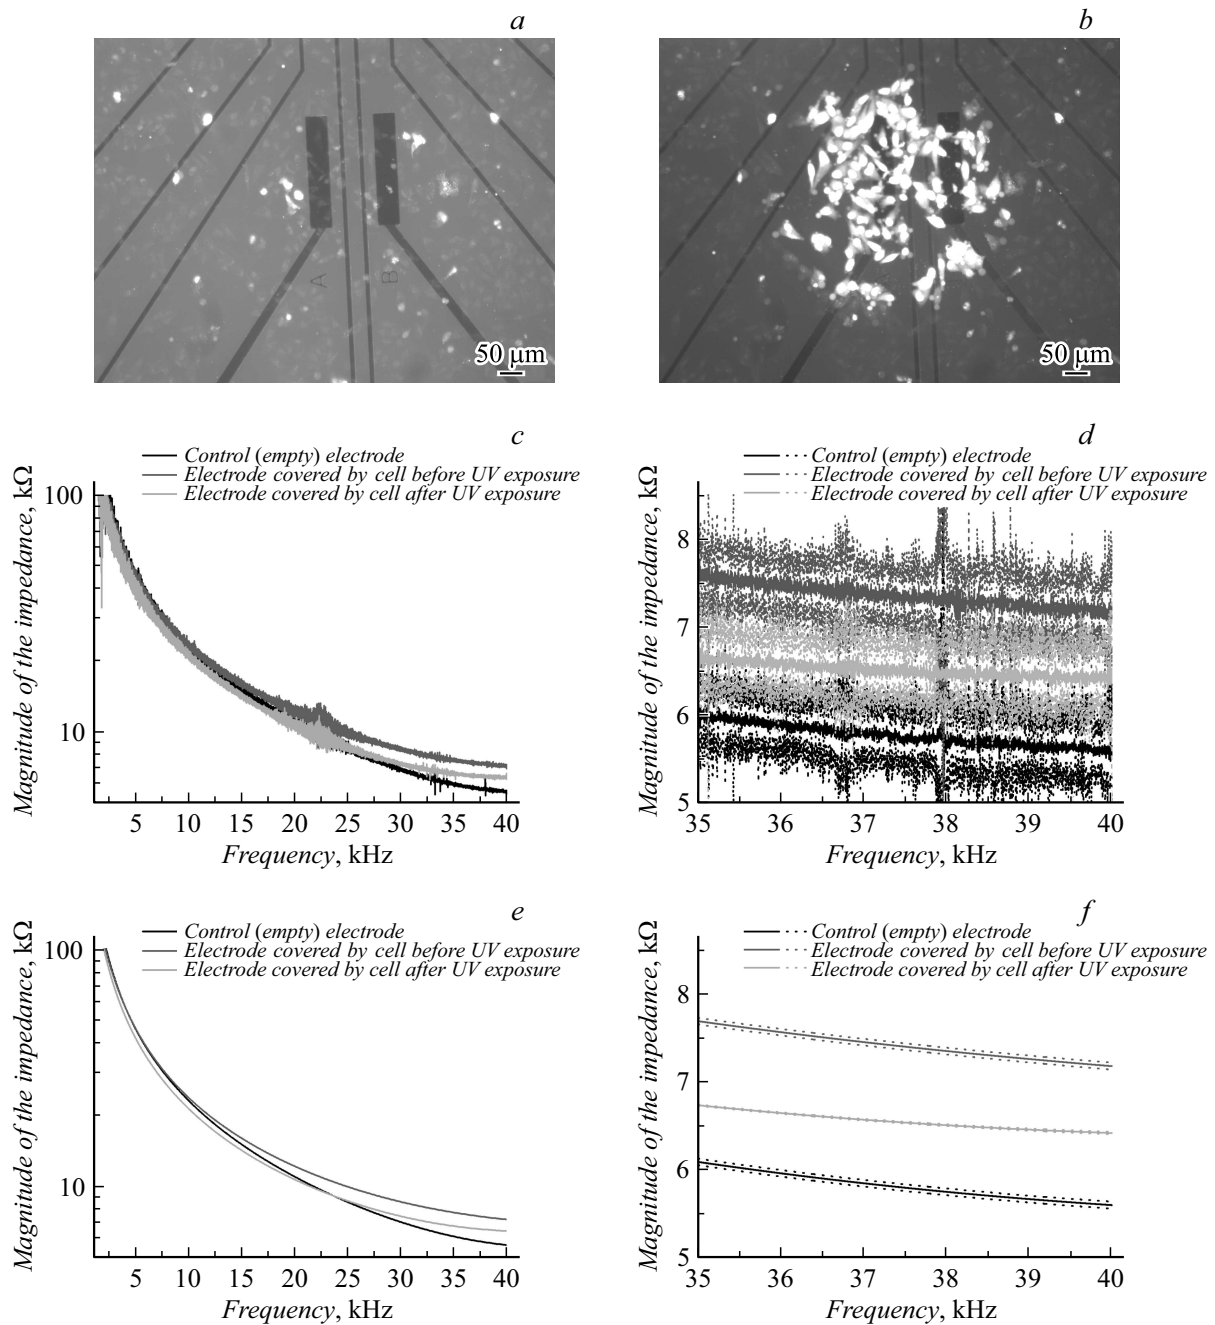 a
b
A
B
50 μm
50 μm
c
Control (empty) electrode
Electrode covered by cell before UV exposure
Electrode covered by cell after UV exposure
Magnitude of the impedance, kΩ
100
10
5 10 15 20 25 30 35 40
Frequency, kHz
d
Control (empty) electrode
Electrode covered by cell before UV exposure
Electrode covered by cell after UV exposure
Magnitude of the impedance, kΩ
8
7
6
5
35 36 37 38 39 40
Frequency, kHz
e
Control (empty) electrode
Electrode covered by cell before UV exposure
Electrode covered by cell after UV exposure
Magnitude of the impedance, kΩ
100
10
5 10 15 20 25 30 35 40
Frequency, kHz
f
Control (empty) electrode
Electrode covered by cell before UV exposure
Electrode covered by cell after UV exposure
Magnitude of the impedance, kΩ
8
7
6
5
35 36 37 38 39 40
Frequency, kHz